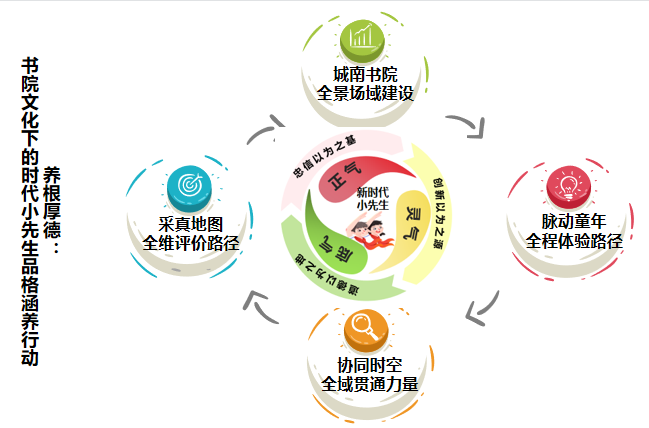 养根厚德：
书院文化下的时代小先生品格涵养行动
城南书院
全景场域建设
脉动童年
全程体验路径
协同时空
全域贯通力量
采真地图
全维评价路径
忠信以为之基
创新以为之源
道德以为之地
正气
灵气
底气
新时代
小先生